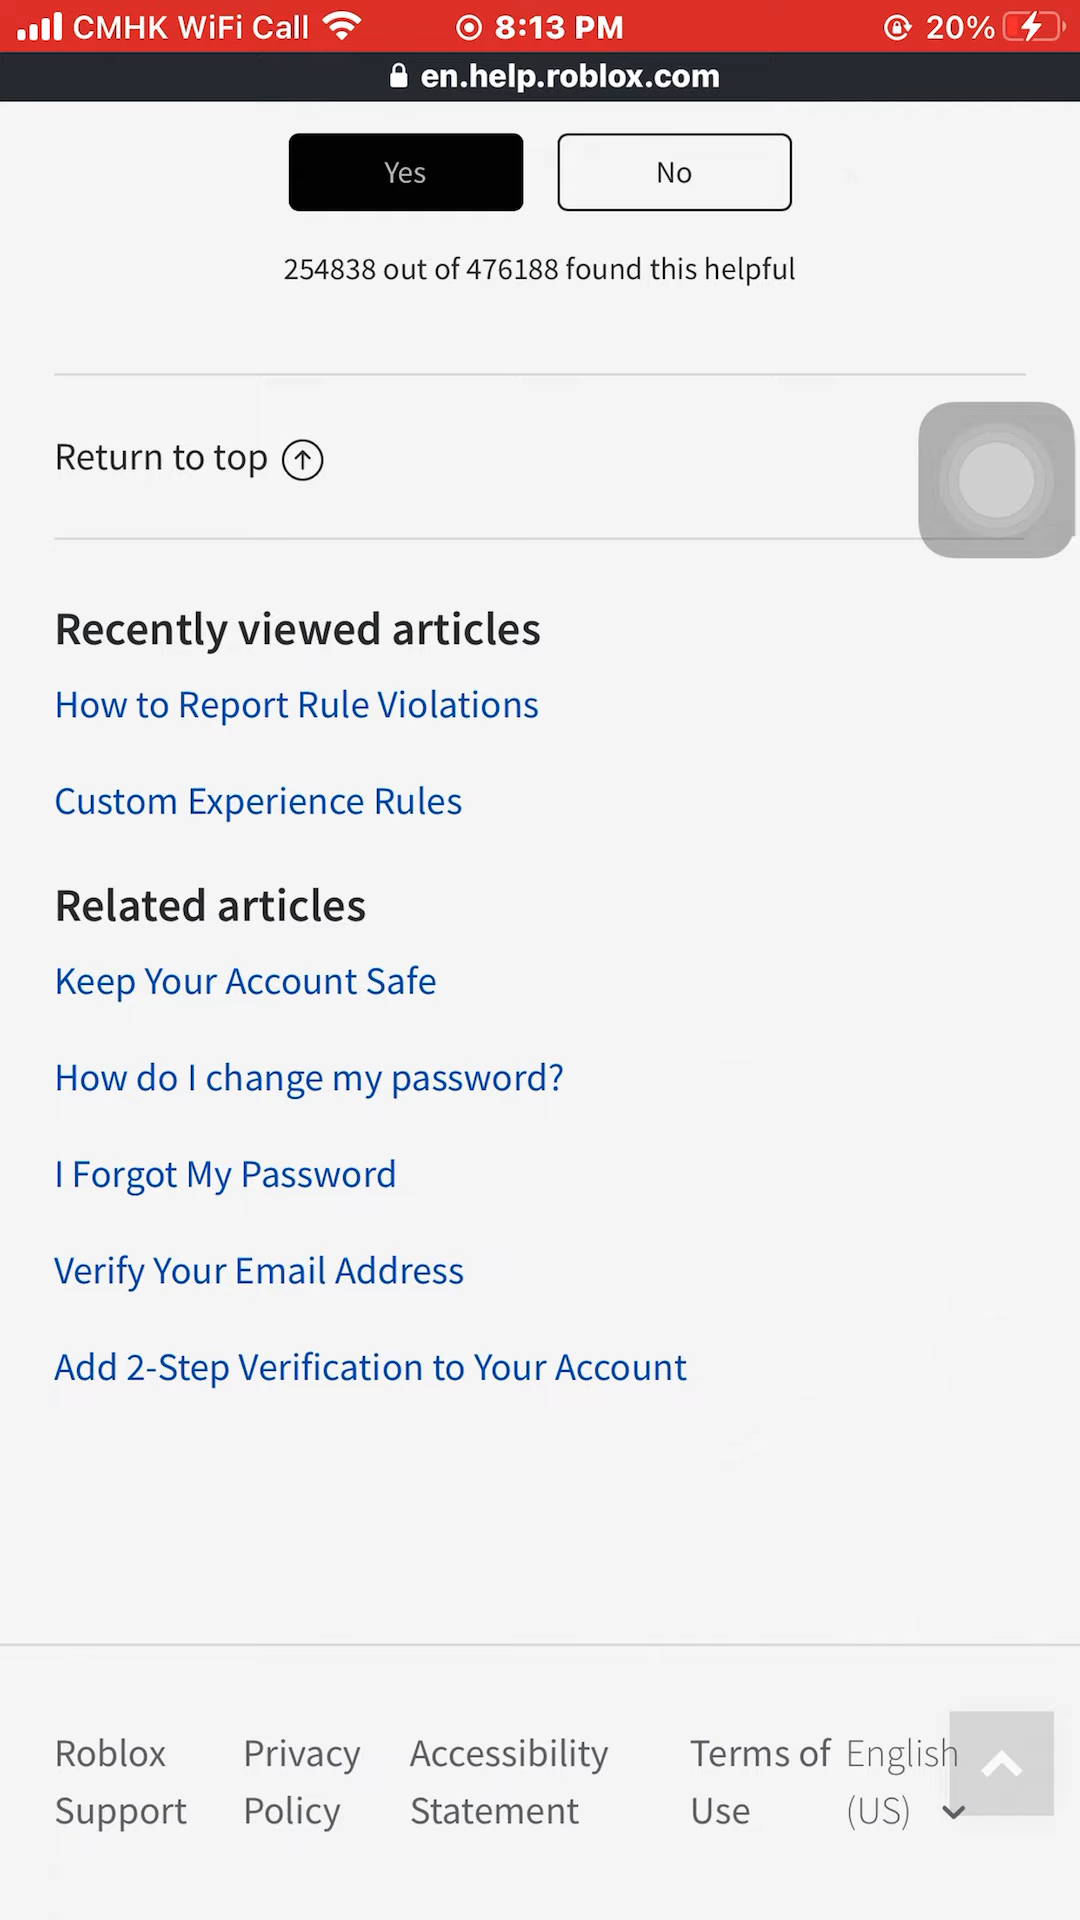 CMHK WiFi Call 8:13 PM 20%
en.help.roblox.com
Yes No
254838 out of 476188 found this helpful
Return to top
Recently viewed articles
How to Report Rule Violations
Custom Experience Rules
Related articles
Keep Your Account Safe
How do I change my password?
I Forgot My Password
Verify Your Email Address
Add 2-Step Verification to Your Account
Roblox Privacy Accessibility Terms of English
Support Policy Statement Use (US)